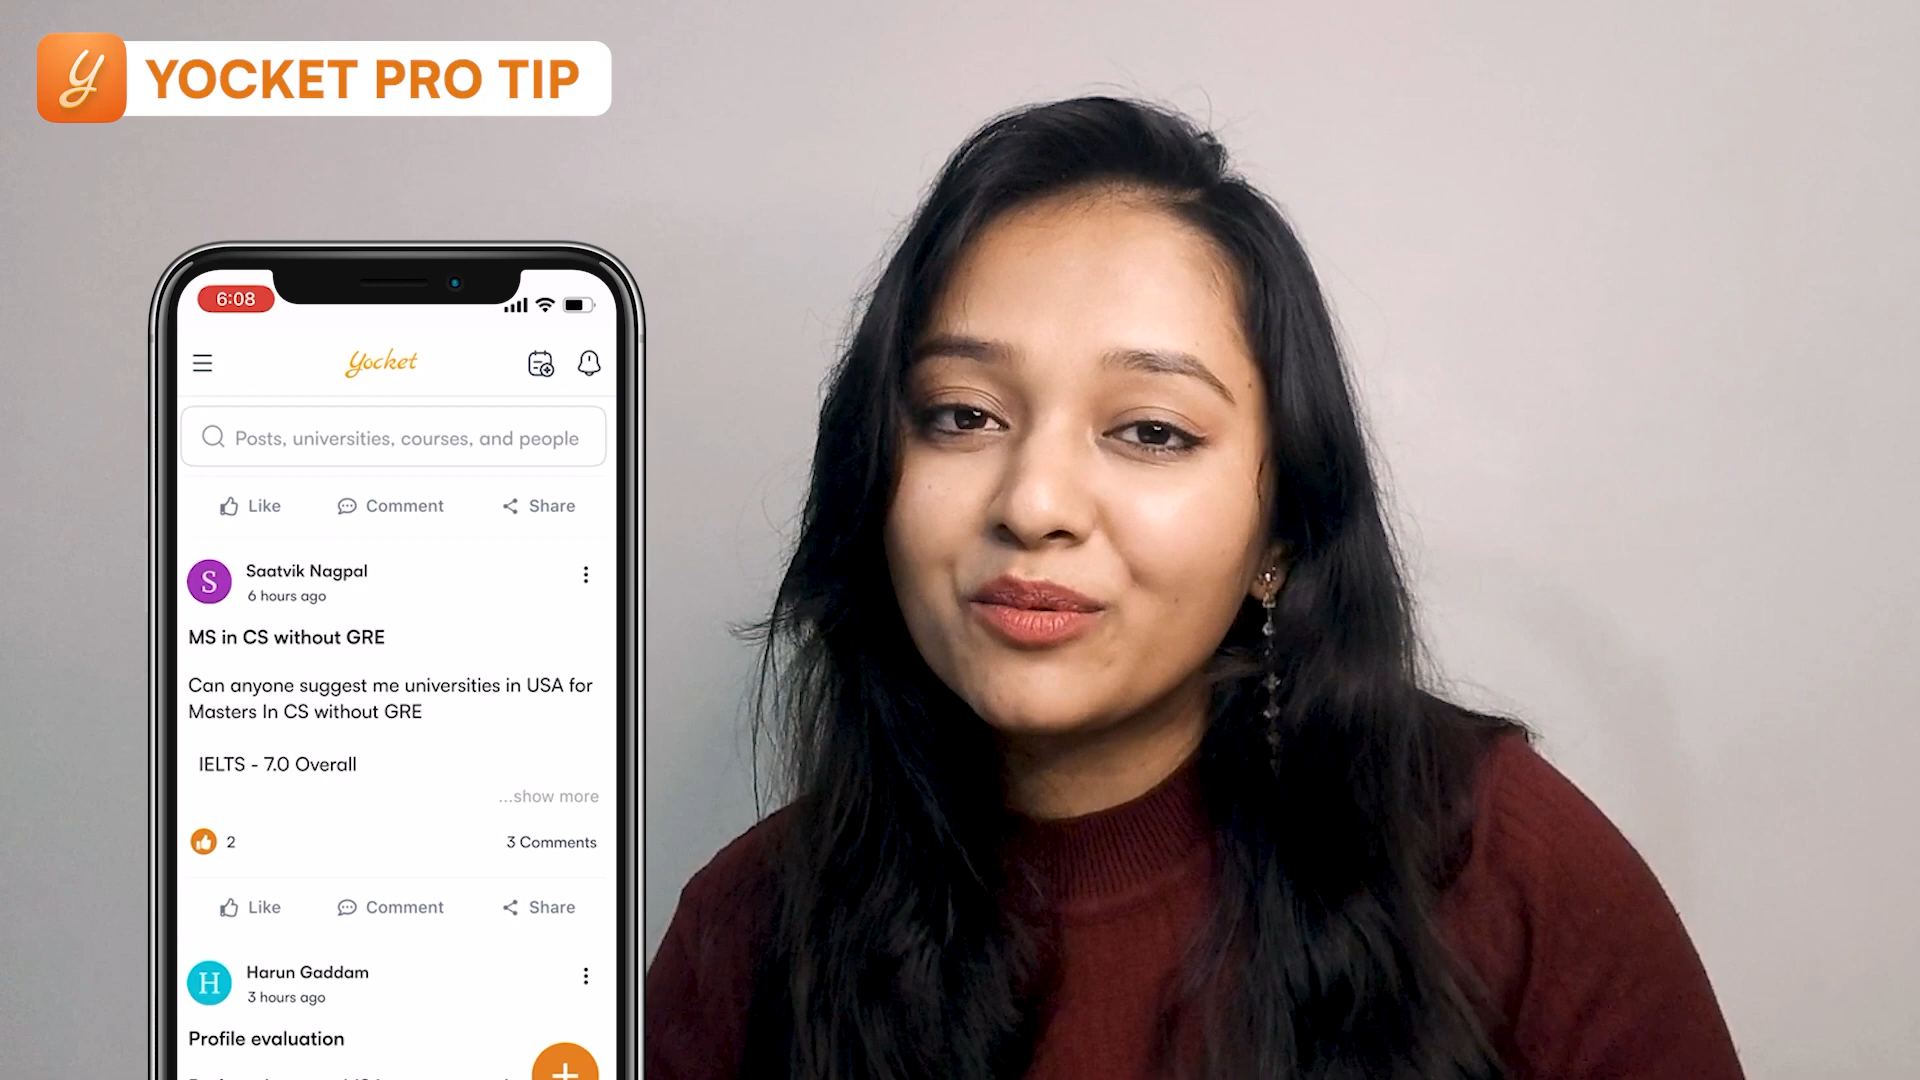 y YOCKET PRO TIP
6:08
Yocket
Posts, universities, courses, and people
Like Comment Share
S Saatvik Nagpal
6 hours ago
MS in CS without GRE
Can anyone suggest me universities in USA for
Masters In CS without GRE
IELTS - 7.0 Overall
...show more
2 3 Comments
Like Comment Share
H Harun Gaddam
3 hours ago
Profile evaluation